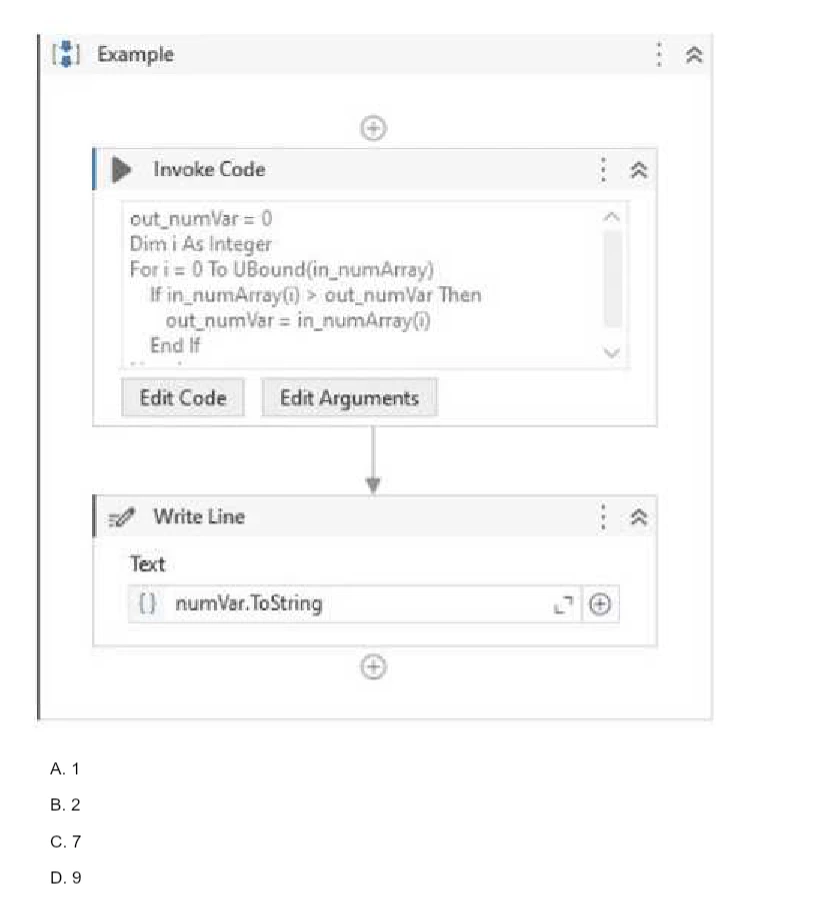 Example
Invoke Code
out_numVar = 0
Dim i As Integer
For i = 0 To UBound(in_numArray)
If in_numArray(i) > out_numVar Then
out_numVar = in_numArray(i)
End If
Edit Code
Edit Arguments
Write Line
Text
{} numVar.ToString
A. 1
B. 2
C. 7
D. 9